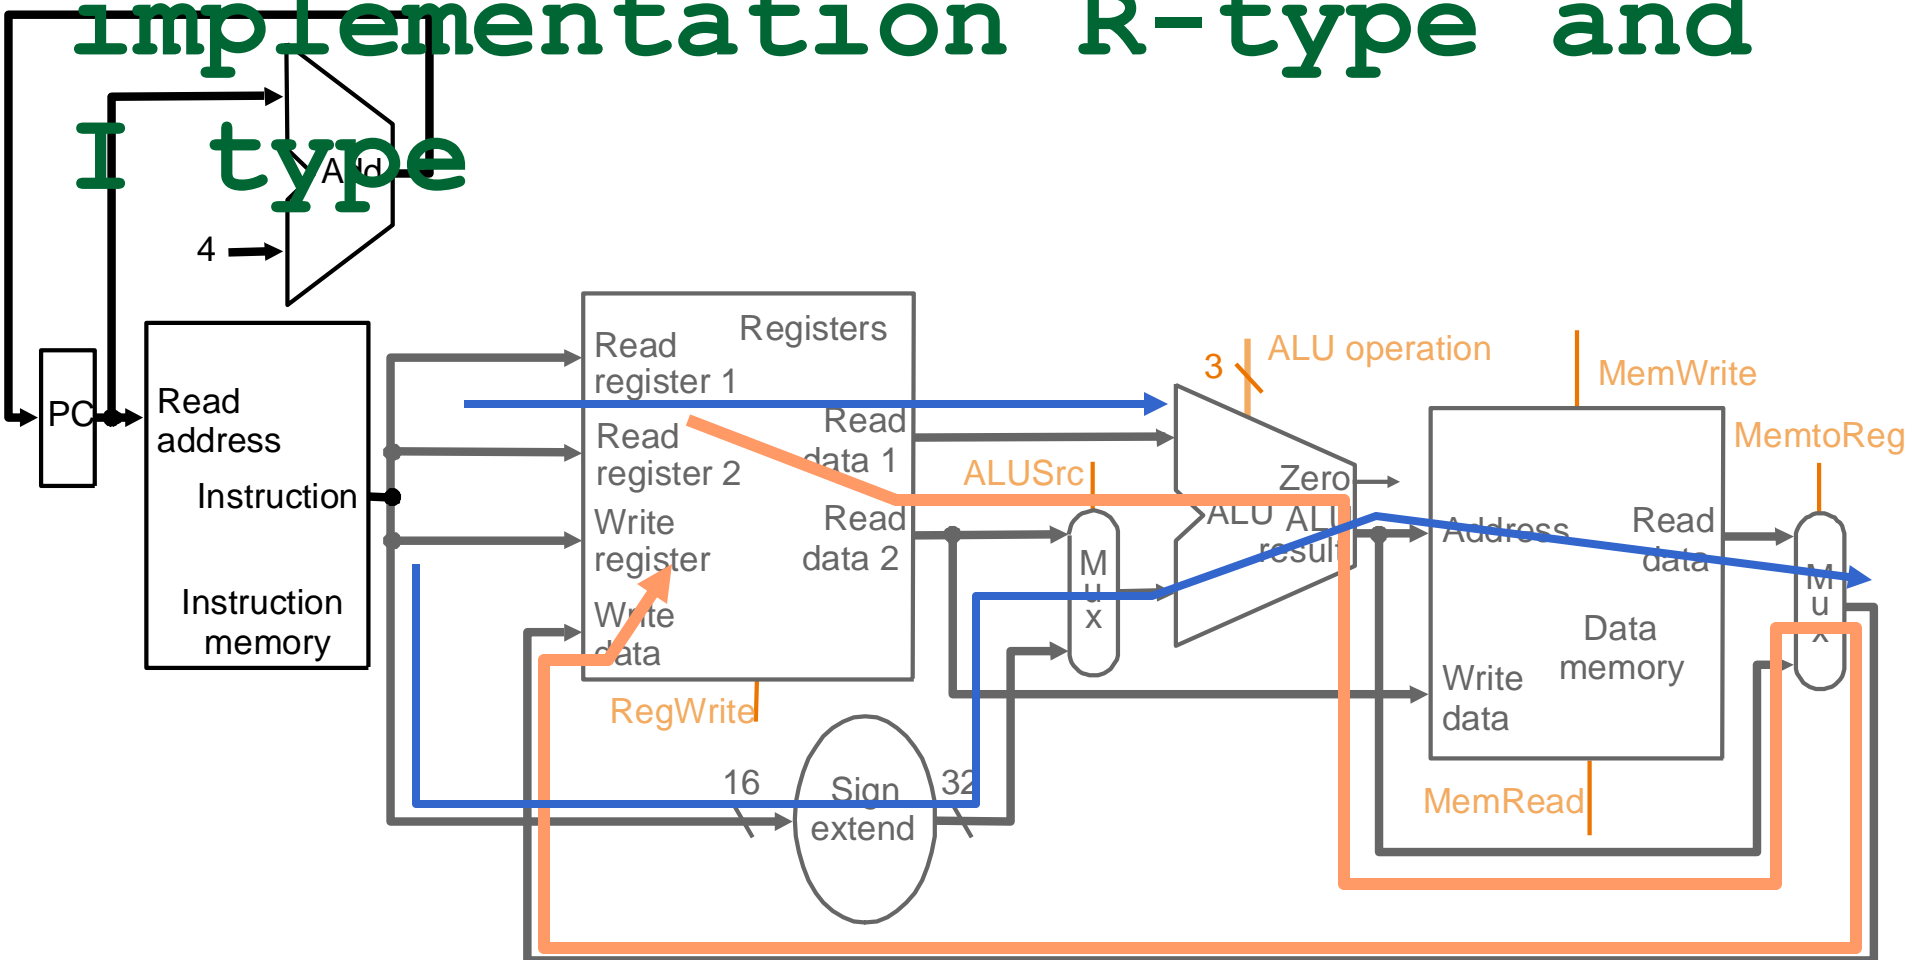 implementation R-type and
I type
Add
4
PC
Read
address
Instruction
Instruction
memory
Registers
Read
register 1
Read
register 2
Write
register
Write
data
Read
data 1
Read
data 2
RegWrite
16
Sign
extend
32
ALUSrc
M
u
x
3
ALU operation
Zero
ALU
ALU
result
MemWrite
Address
Read
data
Data
memory
Write
data
MemRead
MemtoReg
M
u
x